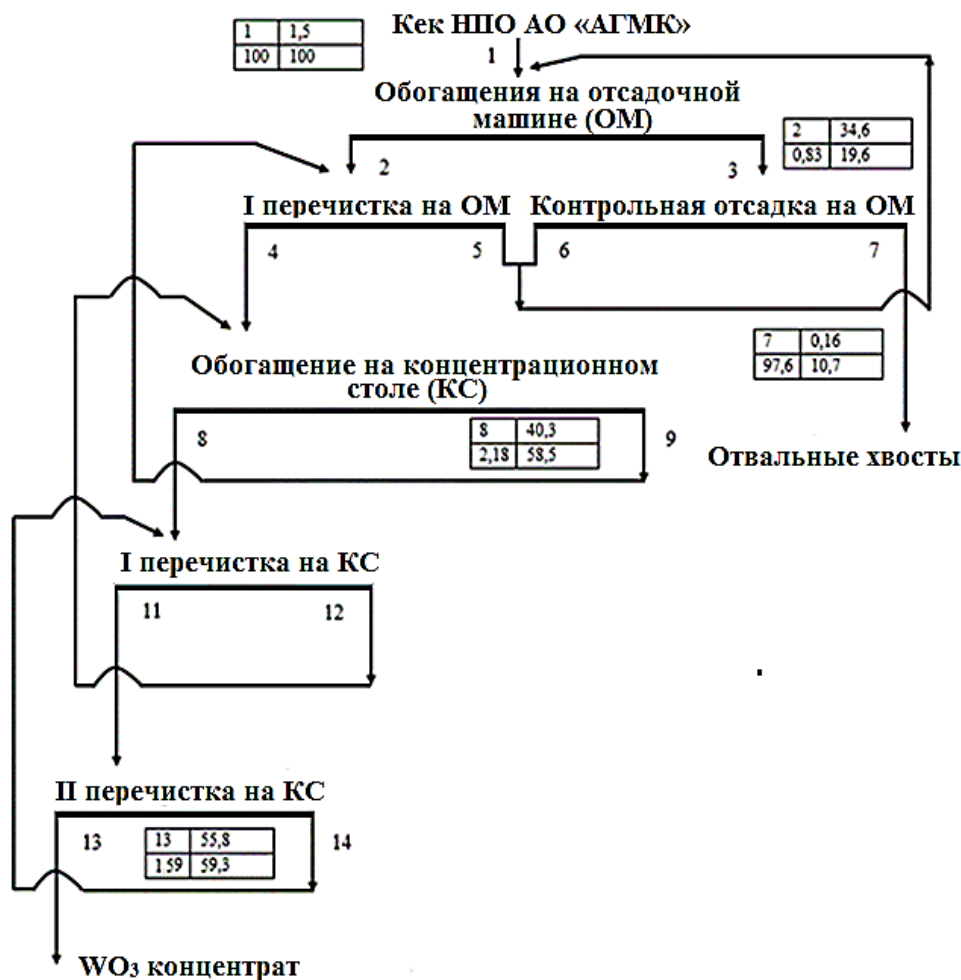 Кек НПО АО «АГМК»
1 1,5
100 100
1
Обогащения на отсадочной
машине (ОМ)
2 34,6
0,83 19,6
2
3
I перечистка на ОМ
Контрольная отсадка на ОМ
4
5
6
7
7 0,16
97,6 10,7
Обогащение на концентрационном
столе (КС)
8
8 40,3
2,18 58,5
9
Отвальные хвосты
I перечистка на КС
11
12
II перечистка на КС
13
13 55,8
1,59 59,3
14
WO₃ концентрат